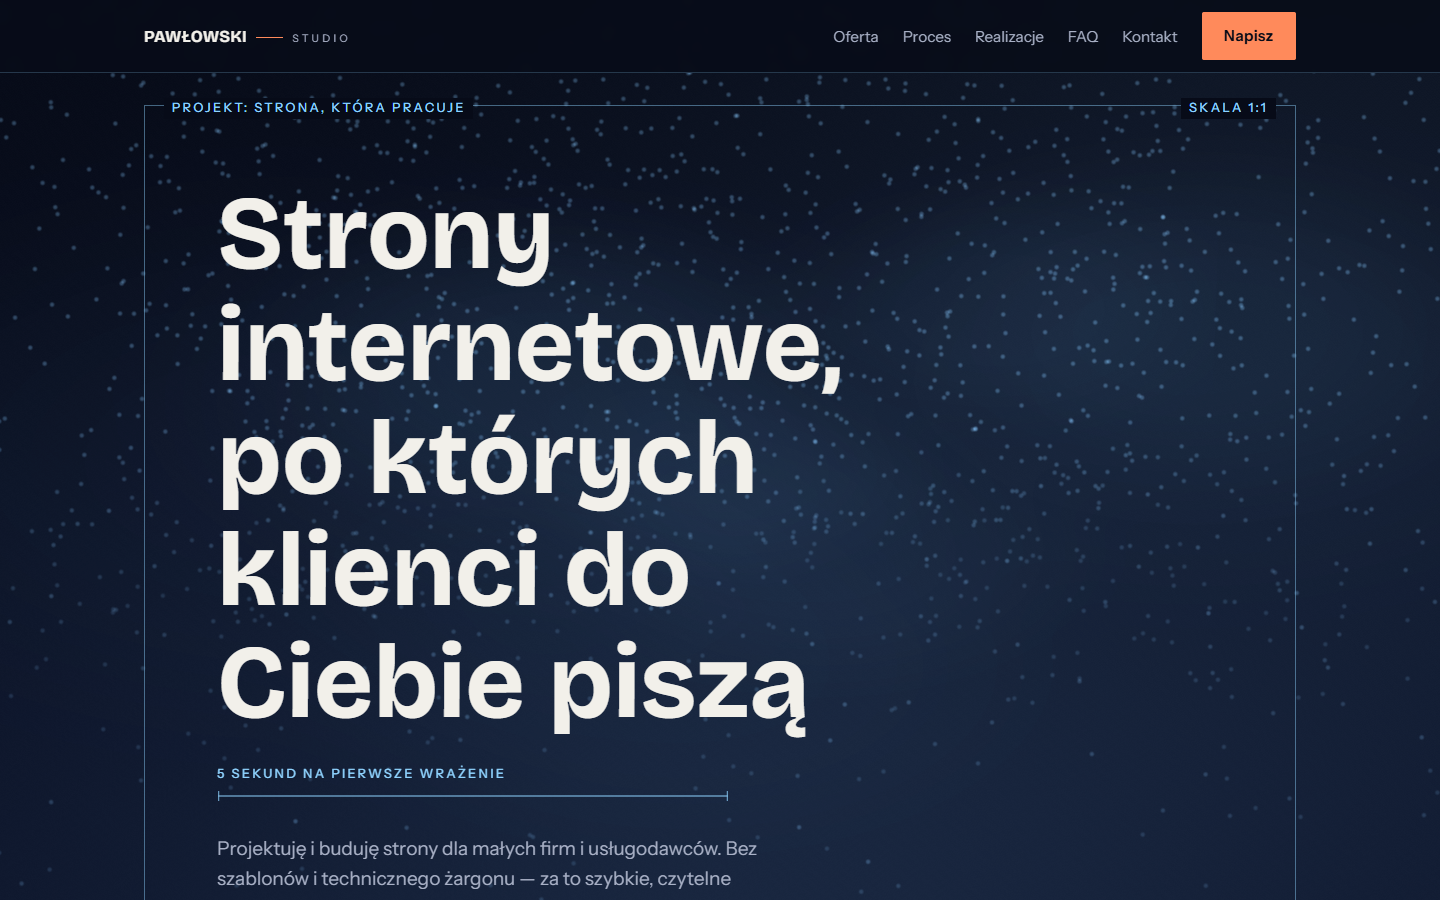 PAWŁOWSKI STUDIO
Oferta Proces Realizacje FAQ Kontakt Napisz
PROJEKT: STRONA, KTÓRA PRACUJE
SKALA 1:1
Strony
internetowe,
po których
klienci do
Ciebie piszą
5 SEKUND NA PIERWSZE WRAŻENIE
Projektuję i buduję strony dla małych firm i usługodawców. Bez
szablonów i technicznego żargonu — za to szybkie, czytelne